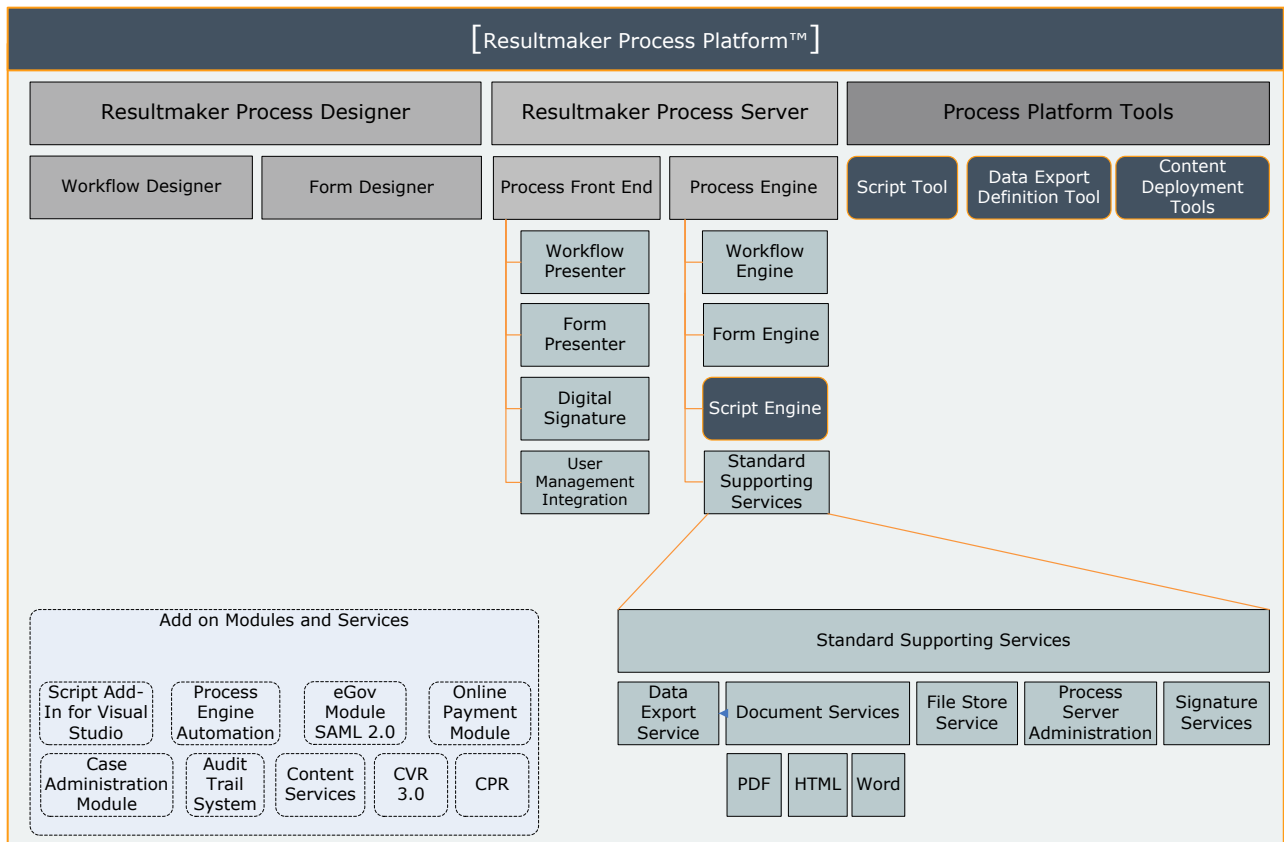 [Resultmaker Process Platform™]
Resultmaker Process Designer
Resultmaker Process Server
Process Platform Tools
Workflow Designer
Form Designer
Process Front End
Process Engine
Script Tool
Data Export
Definition Tool
Content
Deployment
Tools
Workflow
Presenter
Workflow
Engine
Form
Presenter
Form Engine
Digital
Signature
Script Engine
User
Management
Integration
Standard
Supporting
Services
Add on Modules and Services
Script Add-
In for Visual
Studio
Process
Engine
Automation
eGov
Module
SAML 2.0
Online
Payment
Module
Case
Administration
Module
Audit
Trail
System
Content
Services
CVR
3.0
CPR
Standard Supporting Services
Data
Export
Service
Document Services
File Store
Service
Process
Server
Administration
Signature
Services
PDF
HTML
Word